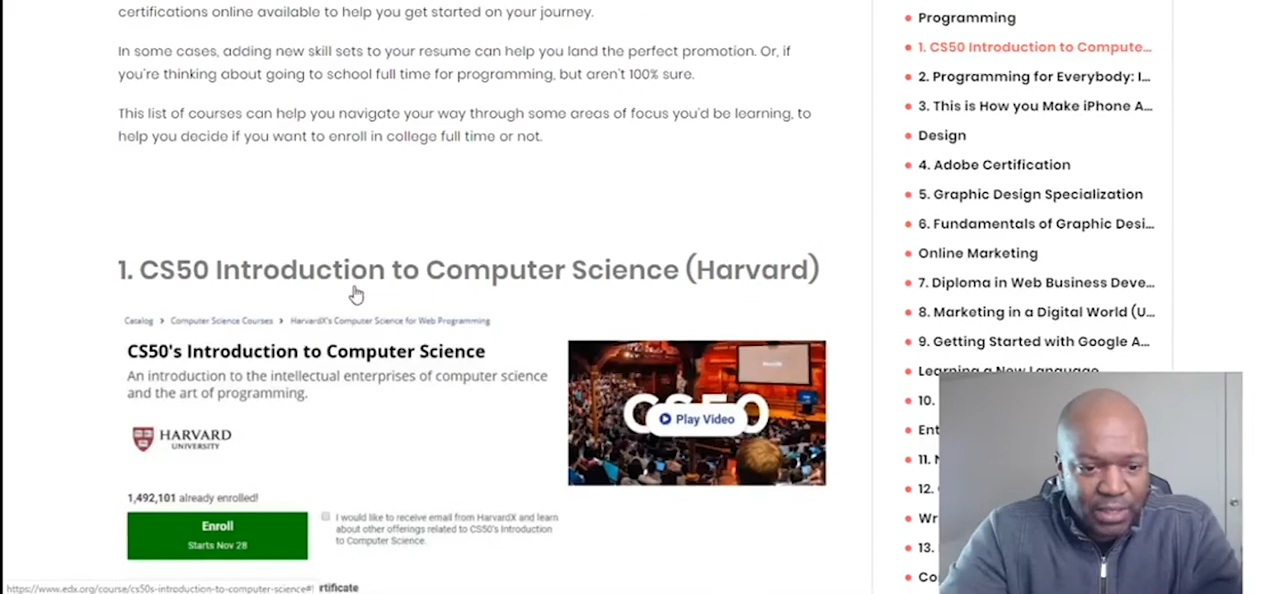 certifications online available to help you get started on your journey.
In some cases, adding new skill sets to your resume can help you land the perfect promotion. Or, if
you're thinking about going to school full time for programming, but aren't 100% sure.
This list of courses can help you navigate your way through some areas of focus you'd be learning, to
help you decide if you want to enroll in college full time or not.
1. CS50 Introduction to Computer Science (Harvard)
Catalog > Computer Science Courses > HarvardX's Computer Science for Web Programming
CS50's Introduction to Computer Science
An introduction to the intellectual enterprises of computer science
and the art of programming.
HARVARD
UNIVERSITY
CS50
Play Video
1,492,101 already enrolled!
Enroll
Starts Nov 28
I would like to receive email from HarvardX and learn
about other offerings related to CS50's Introduction
to Computer Science.
https://www.edx.org/course/cs50s-introduction-to-computer-science#
rtificate
Programming
1. CS50 Introduction to Compute...
2. Programming for Everybody: I...
3. This is How you Make iPhone A...
Design
4. Adobe Certification
5. Graphic Design Specialization
6. Fundamentals of Graphic Desi...
Online Marketing
7. Diploma in Web Business Deve...
8. Marketing in a Digital World (U...
9. Getting Started with Google A...
Learning a New Language
10.
Ent
11.
12.
Wr
13.
Co